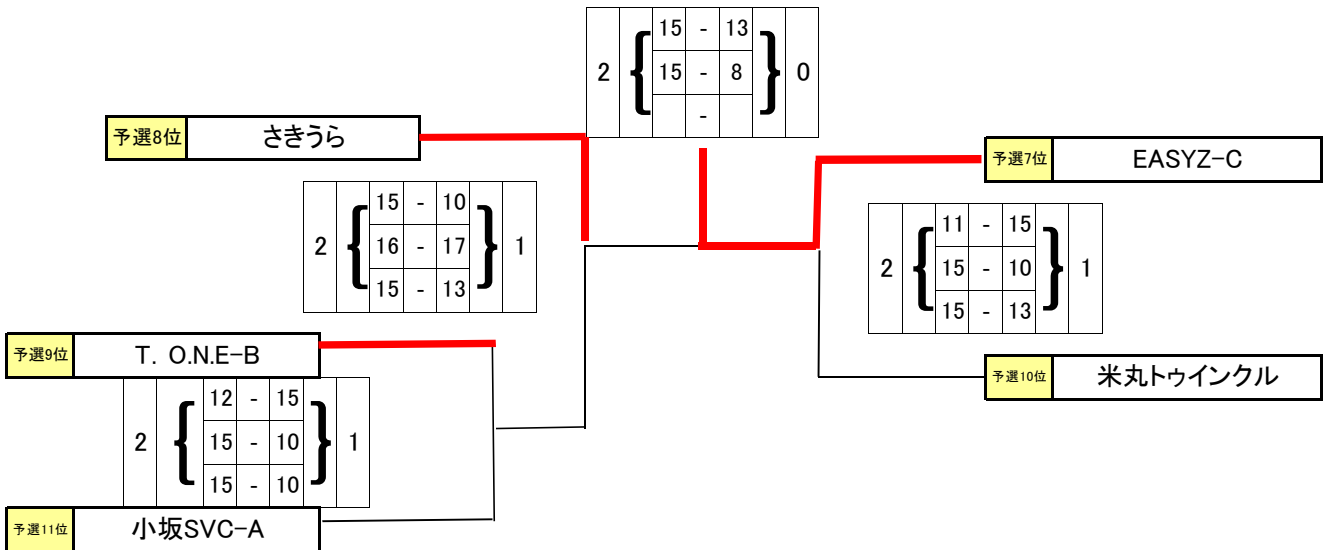 15 - 13
2 { 15 - 8 } 0
-
予選8位 さきうら
予選7位 EASYZ-C
15 - 10
2 { 16 - 17 } 1
15 - 13
11 - 15
2 { 15 - 10 } 1
15 - 13
予選9位 T. O.N.E-B
予選10位 米丸トゥインクル
12 - 15
2 { 15 - 10 } 1
15 - 10
予選11位 小坂SVC-A